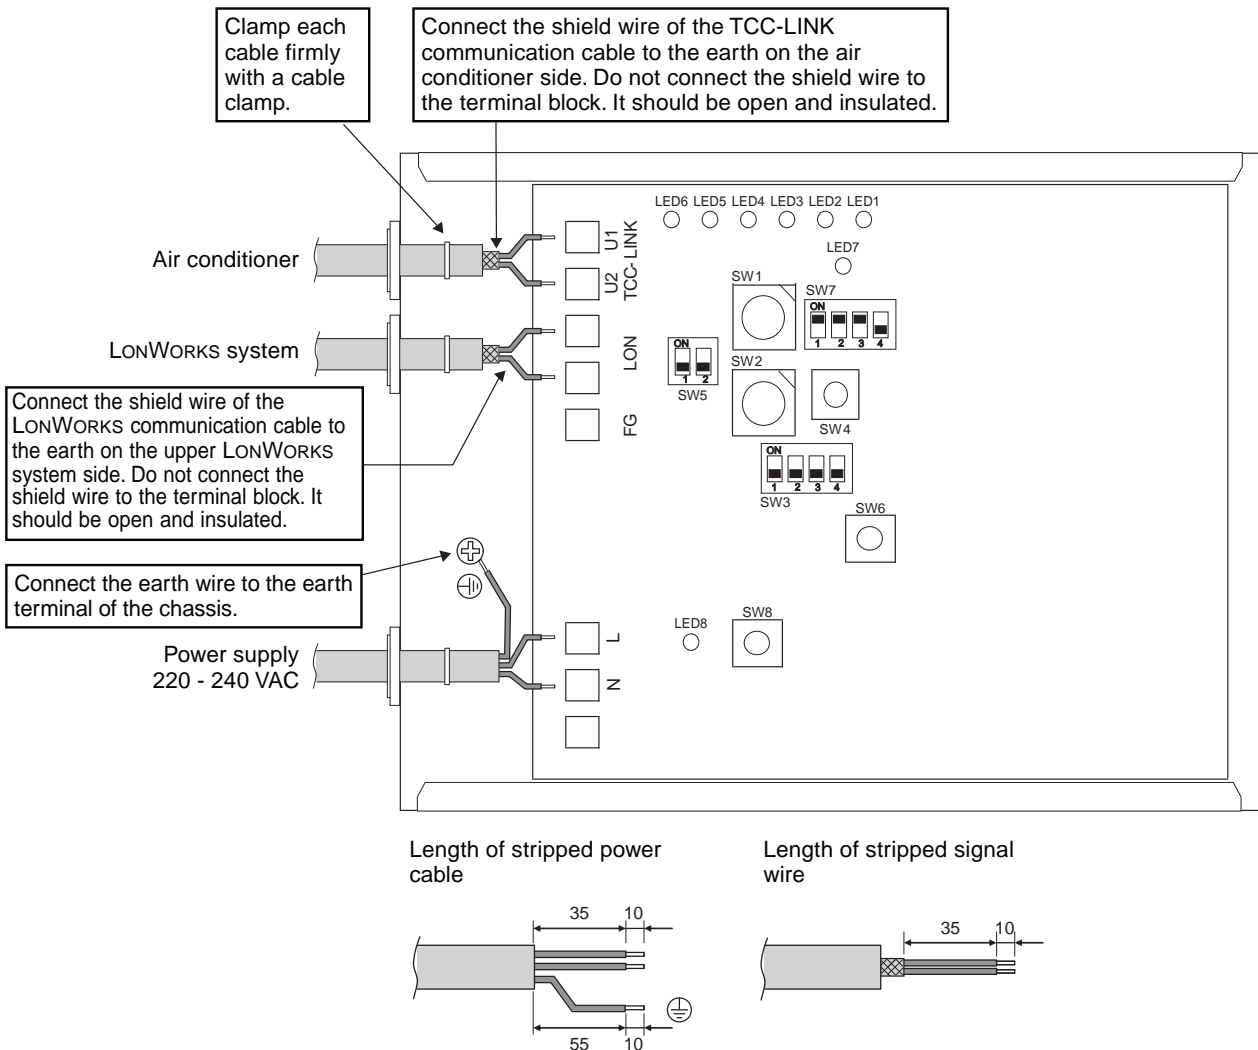 Clamp each
cable firmly
with a cable
clamp.
Connect the shield wire of the TCC-LINK
communication cable to the earth on the air
conditioner side. Do not connect the shield wire to
the terminal block. It should be open and insulated.
LED6 LED5 LED4 LED3 LED2 LED1
LED7
Air conditioner
U1
U2
TCC-LINK
SW1
SW7
ON
1 2 3 4
LONWORKS system
LON
ON
1 2
SW5
SW2
SW4
FG
Connect the shield wire of the
LONWORKS communication cable to
the earth on the upper LONWORKS
system side. Do not connect the
shield wire to the terminal block. It
should be open and insulated.
ON
1 2 3 4
SW3
SW6
Connect the earth wire to the earth
terminal of the chassis.
Power supply
220 - 240 VAC
L
N
LED8
SW8
Length of stripped power
cable
35 10
55 10
Length of stripped signal
wire
35 10